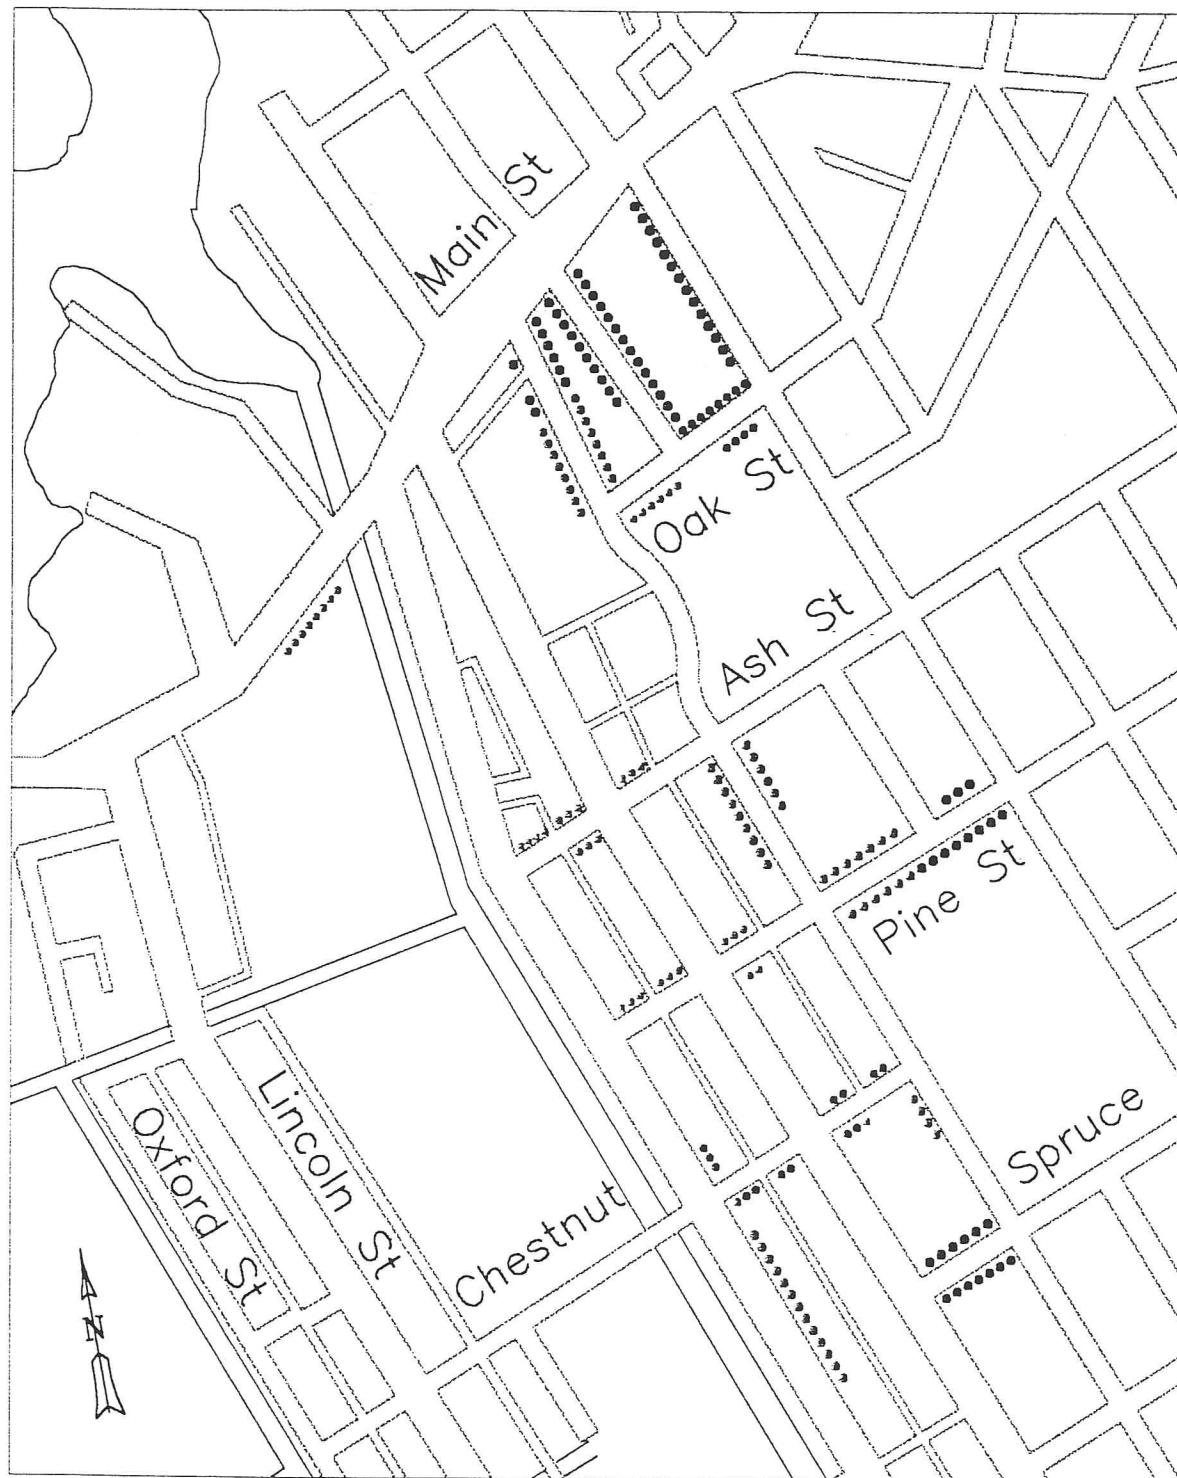 Main St
Oak St
Ash St
Pine St
Spruce
Lincoln St
Oxford St
Chestnut
N